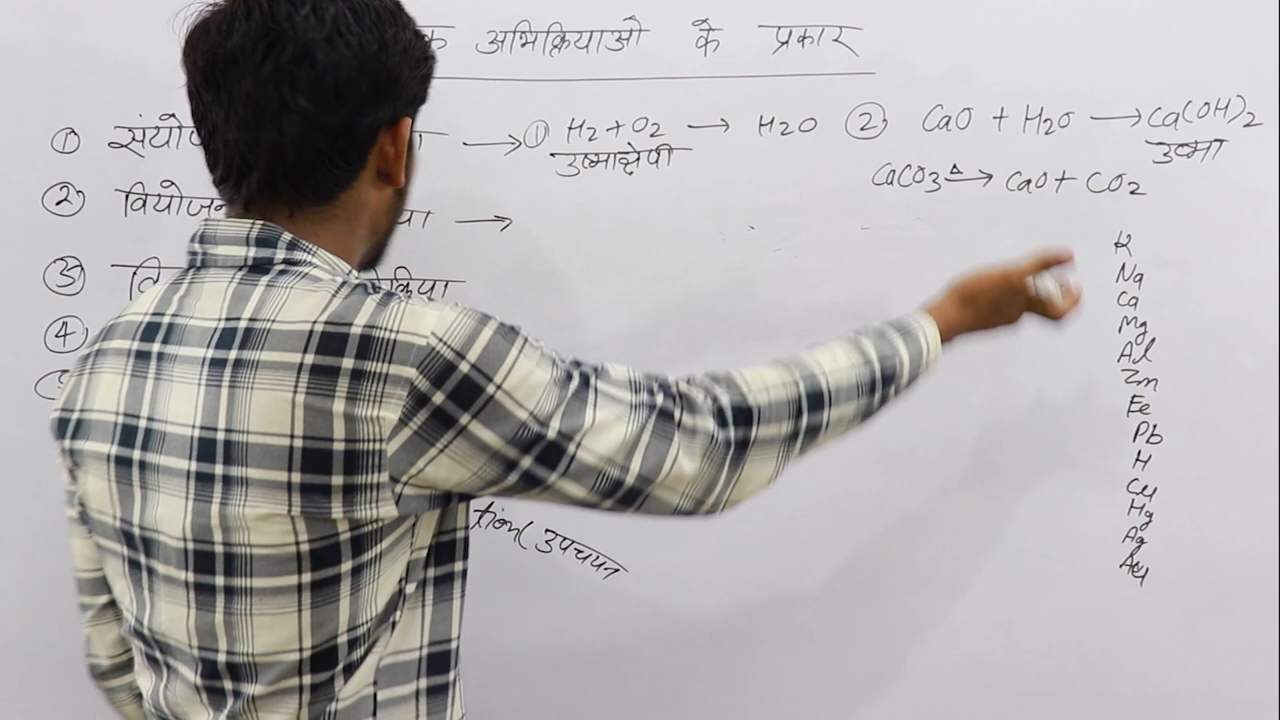 अभिक्रियाओ के प्रकार
① → ① H2 + O2 → H2O ② CaO + H2O → Ca(OH)2
उष्माक्षेपी उष्मा
CaCO3 Δ→ CaO + CO2
② →
③
④
K
Na
Ca
Mg
Al
Zn
Fe
Pb
H
Cu
Hg
Ag
Au
tion( उपचयन